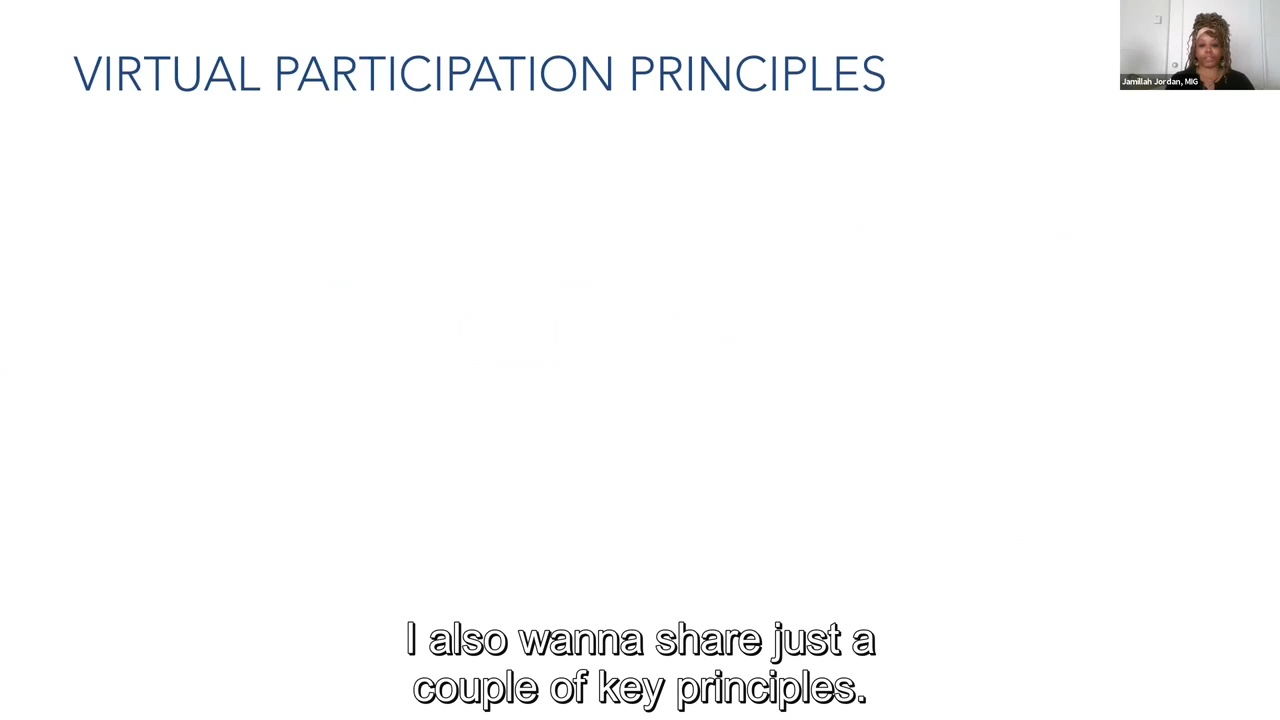 VIRTUAL PARTICIPATION PRINCIPLES
Jamillah Jordan, MIG
I also wanna share just a
couple of key principles.